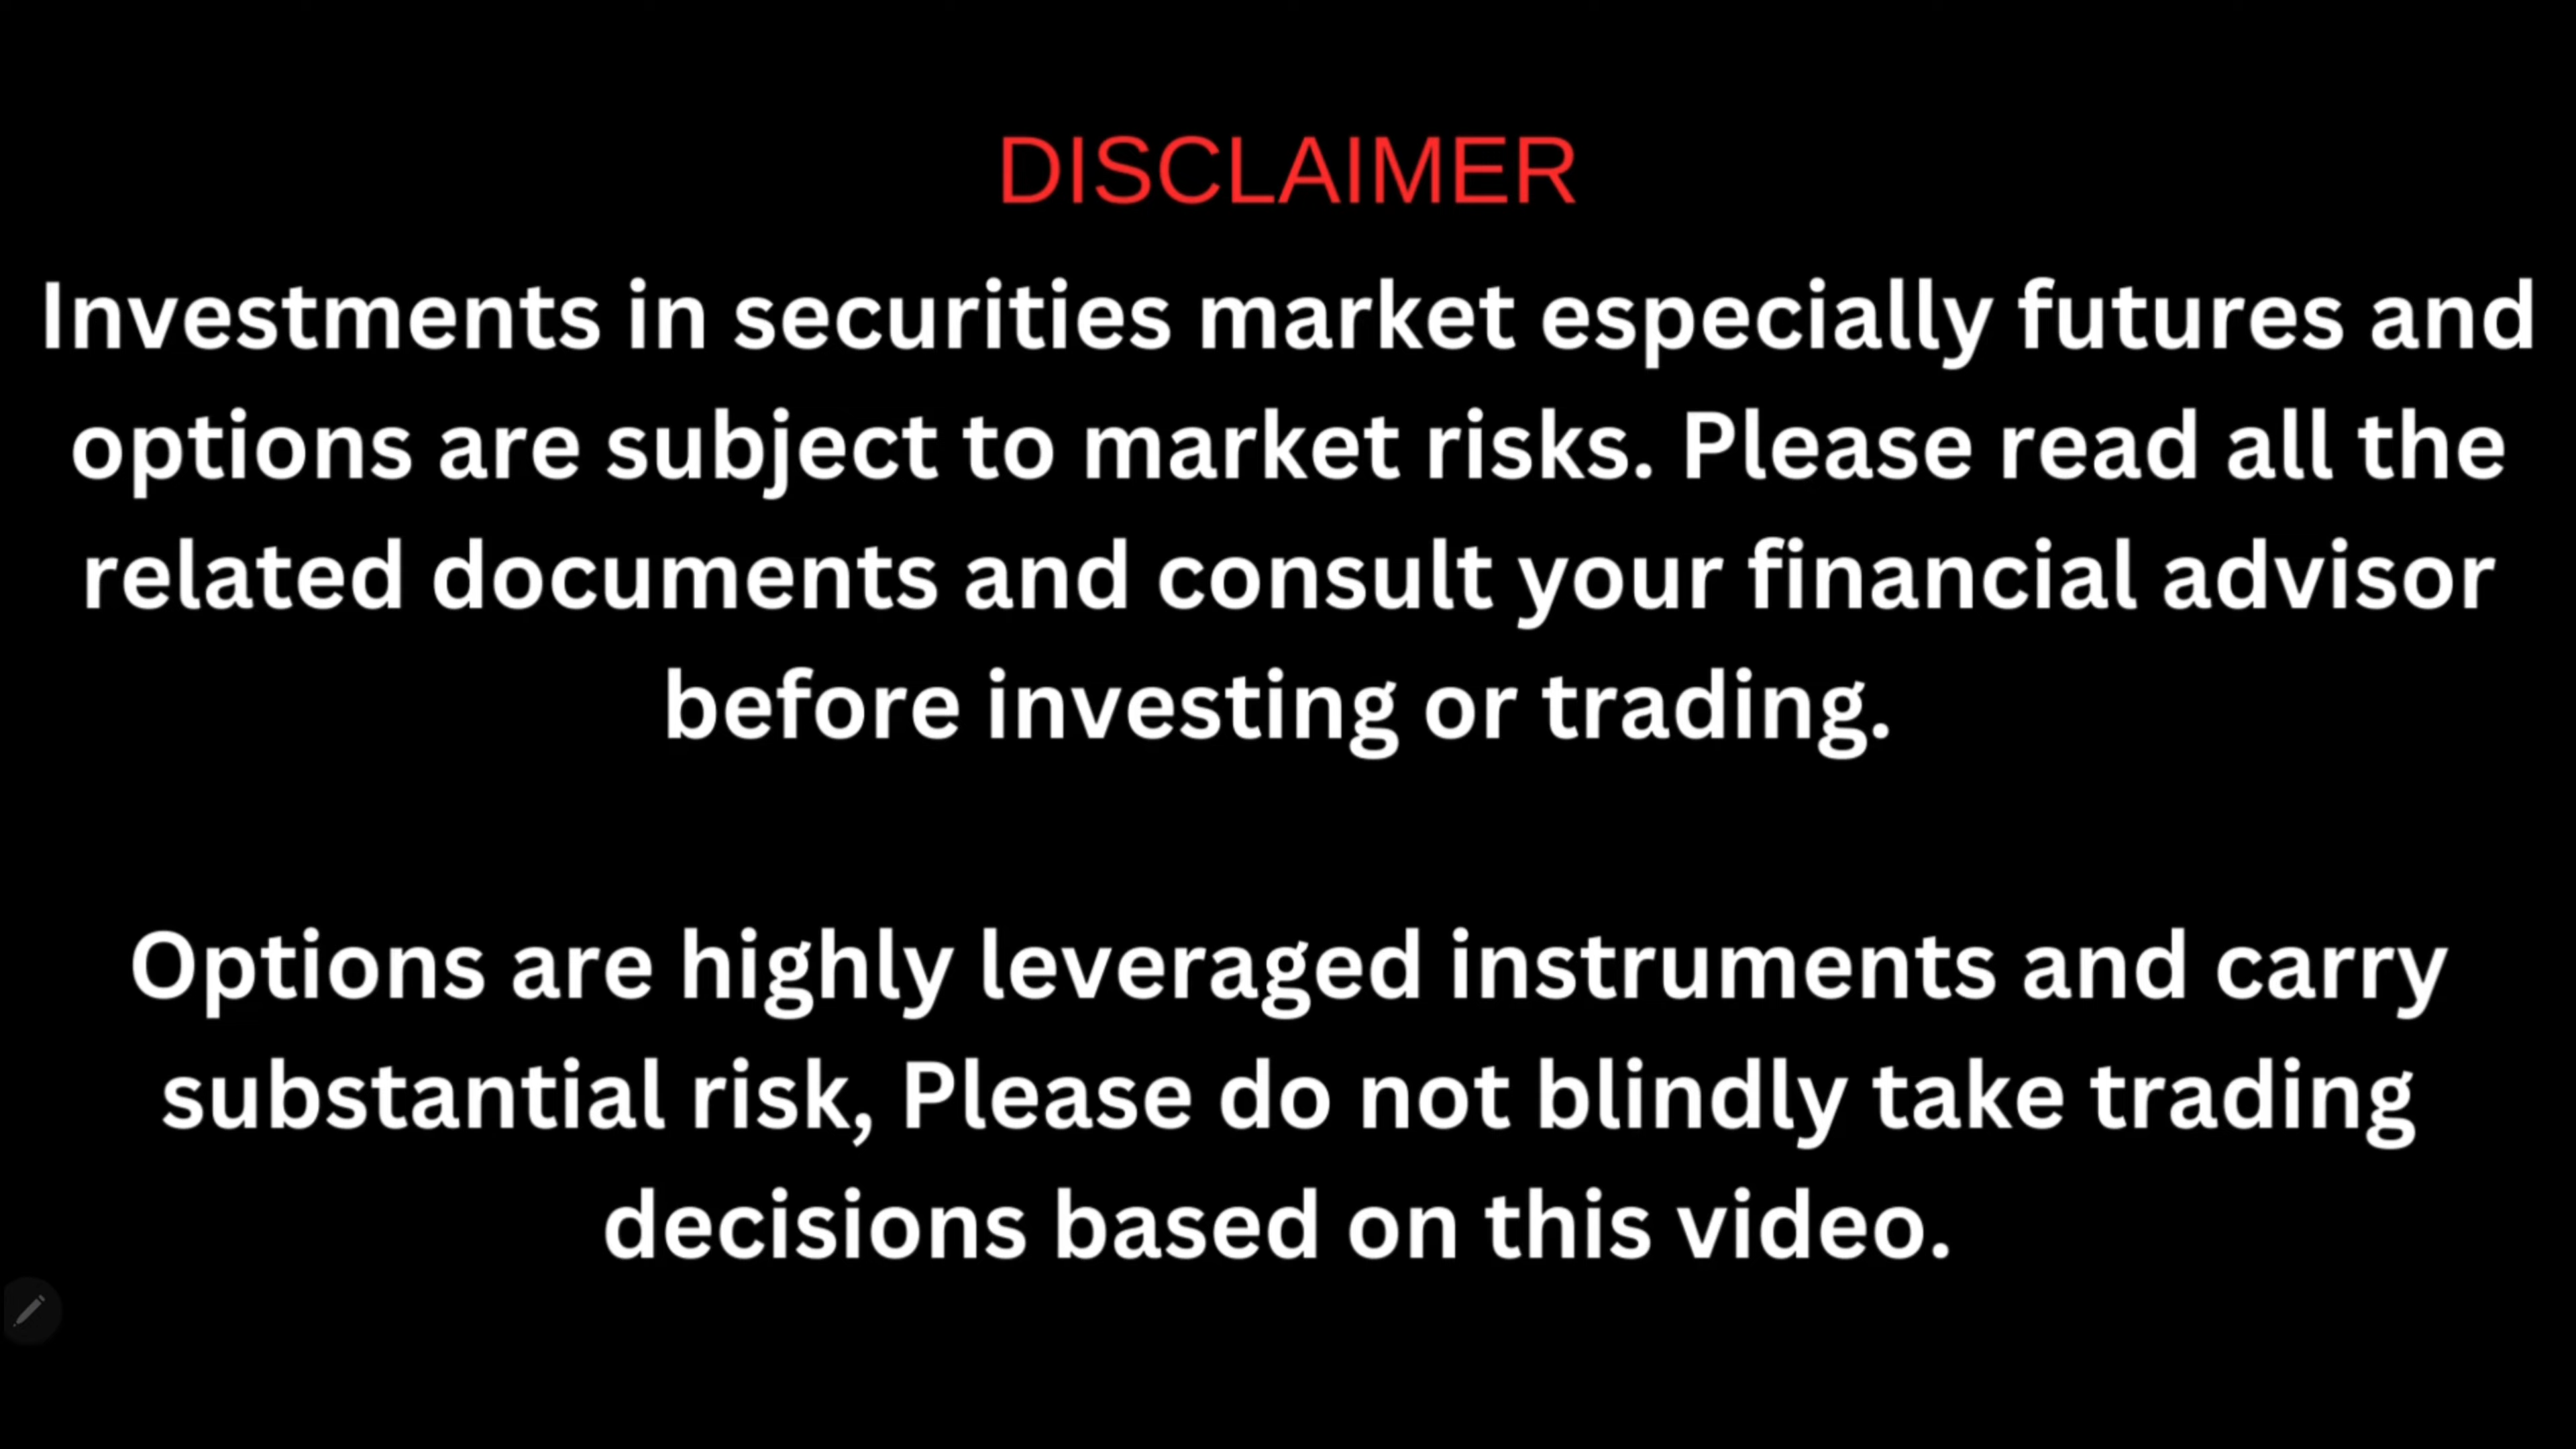 DISCLAIMER
Investments in securities market especially futures and
options are subject to market risks. Please read all the
related documents and consult your financial advisor
before investing or trading.
Options are highly leveraged instruments and carry
substantial risk, Please do not blindly take trading
decisions based on this video.